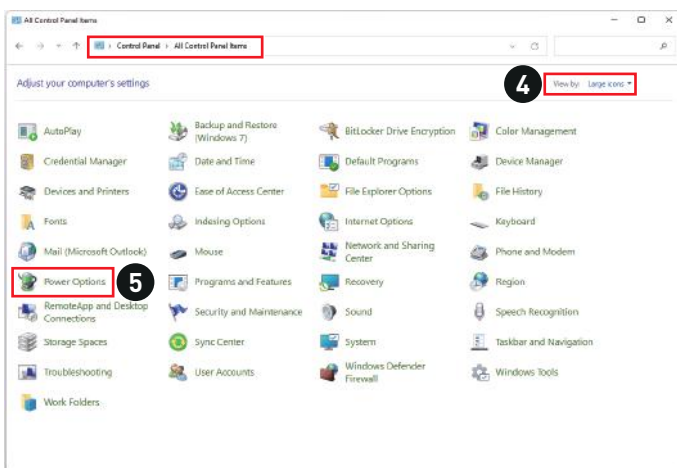 All Control Panel Items
Control Panel › All Control Panel Items
Adjust your computer's settings
4
View by: Large icons
AutoPlay
Backup and Restore
(Windows 7)
BitLocker Drive Encryption
Color Management
Credential Manager
Date and Time
Default Programs
Device Manager
Devices and Printers
Ease of Access Center
File Explorer Options
File History
Fonts
Indexing Options
Internet Options
Keyboard
Mail (Microsoft Outlook)
Mouse
Network and Sharing
Center
Phone and Modem
Power Options
5
Programs and Features
Recovery
Region
RemoteApp and Desktop
Connections
Security and Maintenance
Sound
Speech Recognition
Storage Spaces
Sync Center
System
Taskbar and Navigation
Troubleshooting
User Accounts
Windows Defender
Firewall
Windows Tools
Work Folders